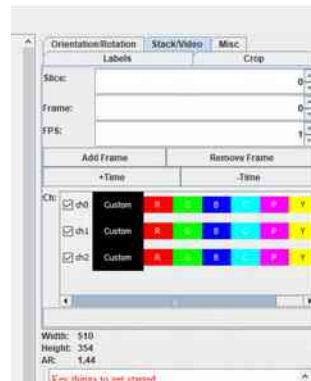 Orientation/Rotation Stack/Video Misc
Labels Crop
Slice: 0
Frame: 0
FPS: 1
Add Frame Remove Frame
+Time -Time
Ch: ch0 Custom R G B C P Y
ch1 Custom R G B C P Y
ch2 Custom R G B C P Y
Width: 510
Height: 354
AR: 1,44
Key things to get started